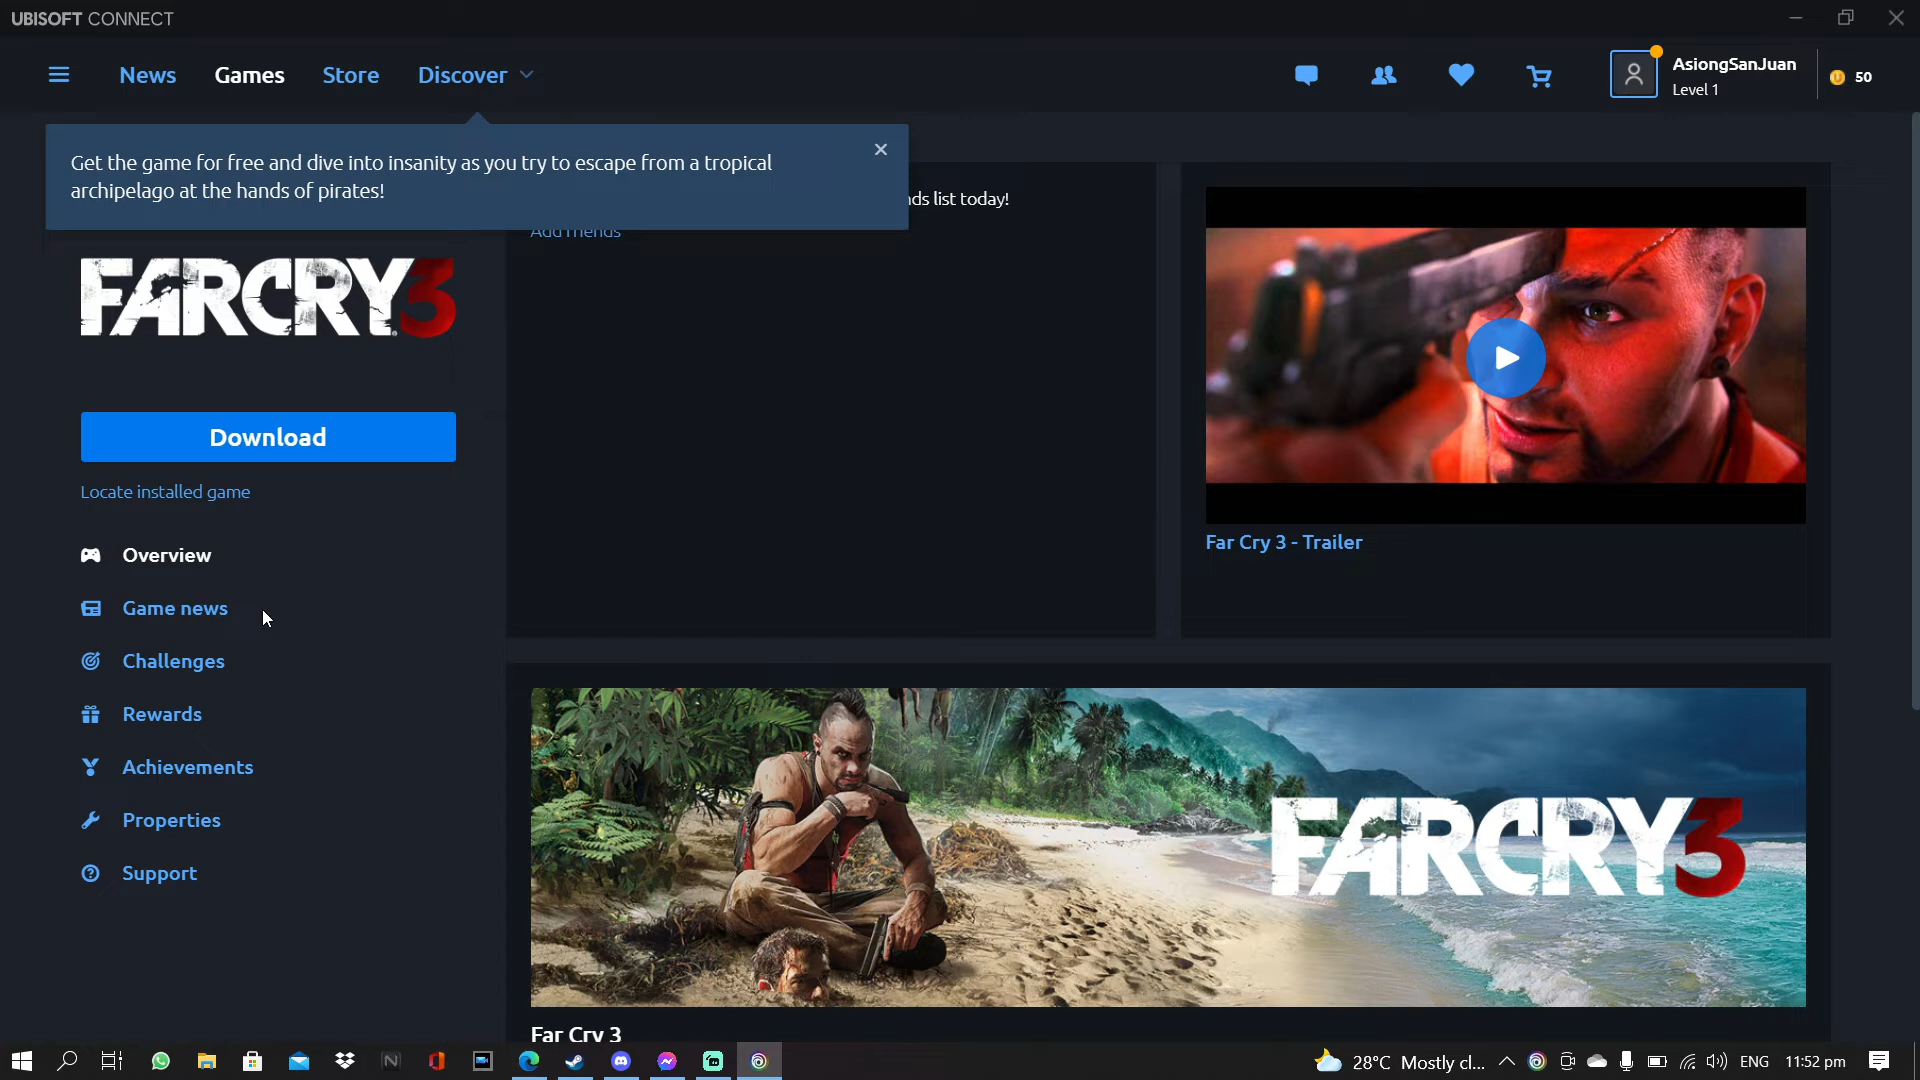 UBISOFT CONNECT
News
Games
Store
Discover
AsiongSanJuan
Level 1
50
Get the game for free and dive into insanity as you try to escape from a tropical
archipelago at the hands of pirates!
list today!
Add friends
FARCRY3
Download
Locate installed game
Overview
Game news
Challenges
Rewards
Achievements
Properties
Support
Far Cry 3 - Trailer
FARCRY3
Far Cry 3
28°C Mostly cl...
ENG
11:52 pm